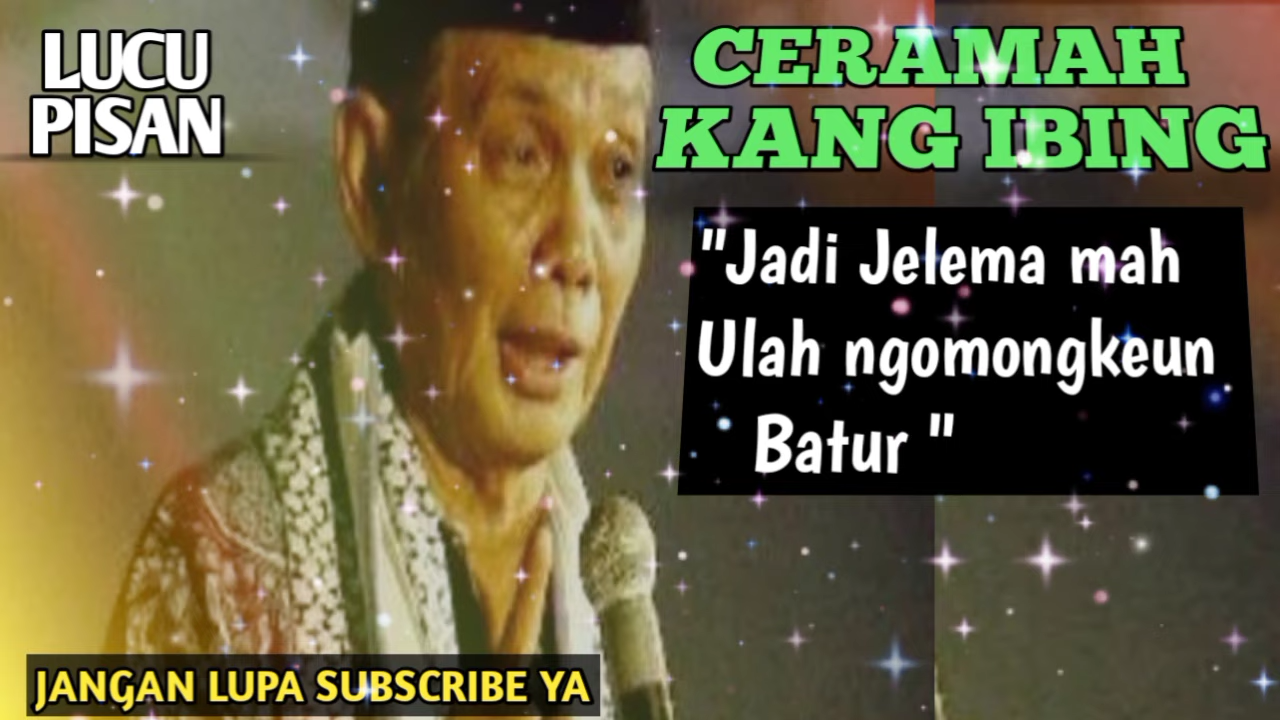 LUCU
PISAN
CERAMAH
KANG IBING
"Jadi Jelema mah
Ulah ngomongkeun
Batur "
JANGAN LUPA SUBSCRIBE YA